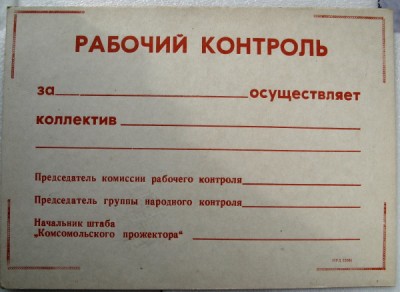 РАБОЧИЙ КОНТРОЛЬ
за осуществляет
коллектив
Председатель комиссии рабочего контроля
Председатель группы народного контроля
Начальник штаба
„Комсомольского прожектора"